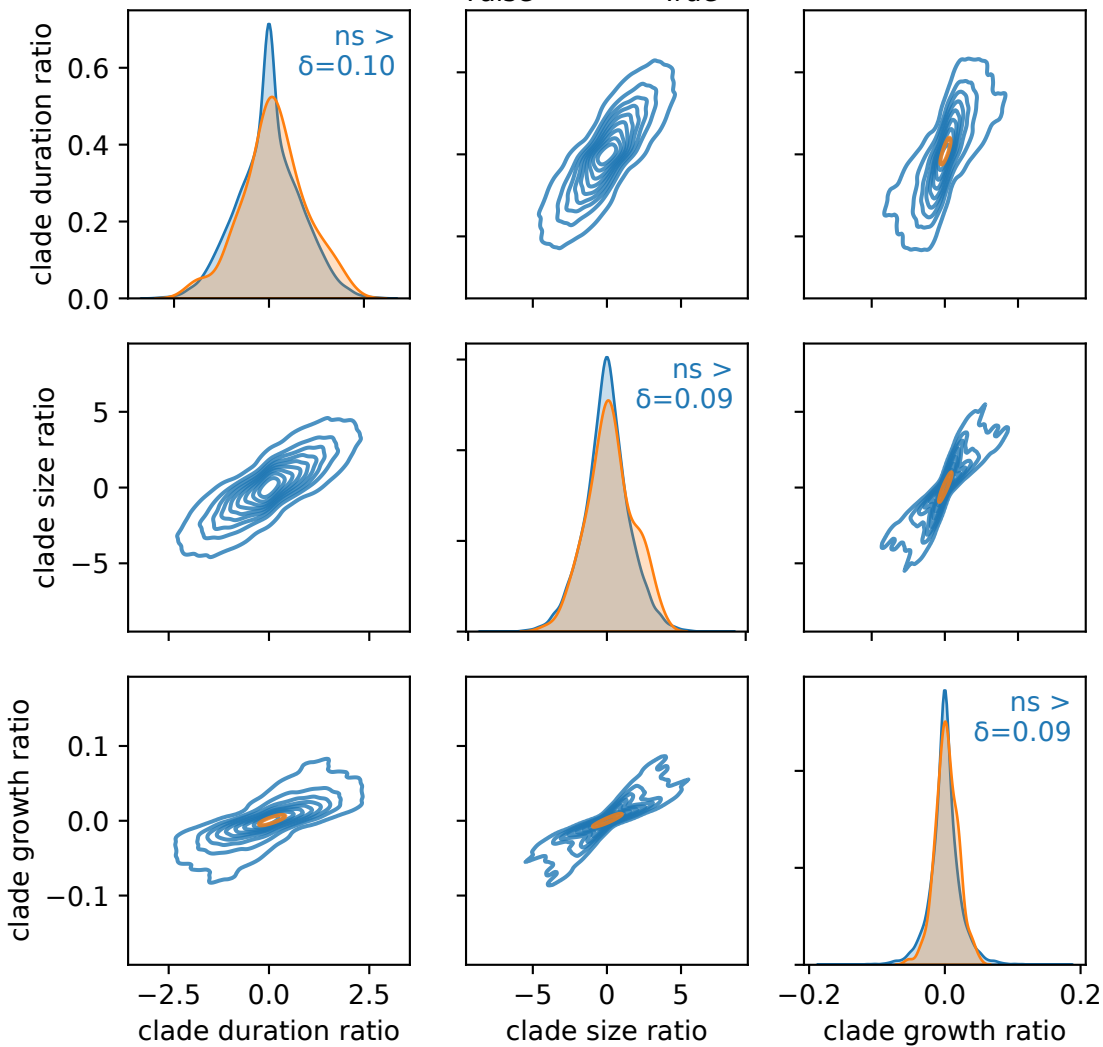 clade duration ratio
0.6
0.4
0.2
0.0
ns >
δ=0.10
−5
0
5
clade size ratio
5
0
−5
ns >
δ=0.09
clade growth ratio
0.1
0.0
−0.1
ns >
δ=0.09
−2.5
0.0
2.5
−5
0
5
−0.2
0.0
0.2
clade duration ratio
clade size ratio
clade growth ratio